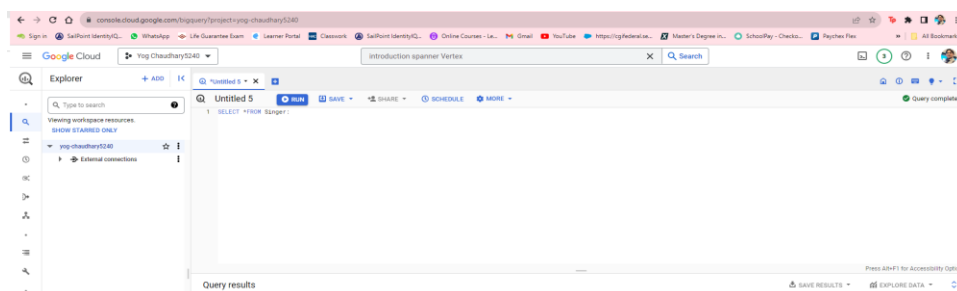 console.cloud.google.com/bigquery?project=yog-chaudhary5240
Sign in SailPoint IdentityIQ... WhatsApp Life Guarantee Exam Learner Portal Classwork SailPoint IdentityIQ... Online Courses - Le... Gmail YouTube https://cgifederal.se... Master's Degree in... SchoolPay - Checko... Paychex Flex All Bookmark
Google Cloud Yog Chaudhary5240 introduction spanner Vertex Search 3
Explorer + ADD *Untitled 5
Type to search Untitled 5 RUN SAVE SHARE SCHEDULE MORE Query complete
1 SELECT *FROM Singer:
Viewing workspace resources.
SHOW STARRED ONLY
yog-chaudhary5240
External connections
Press Alt+F1 for Accessibility Opti
Query results SAVE RESULTS EXPLORE DATA